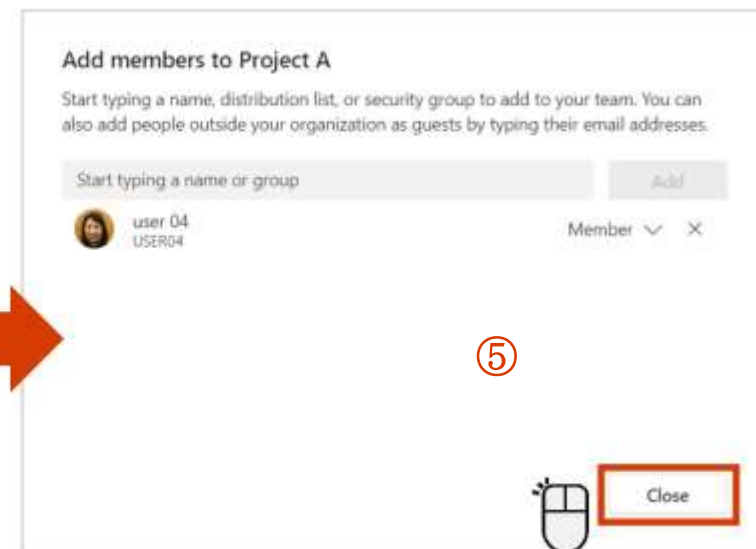 Add members to Project A
Start typing a name, distribution list, or security group to add to your team. You can
also add people outside your organization as guests by typing their email addresses.
Start typing a name or group
Add
user 04
USER04
Member
⑤
Close